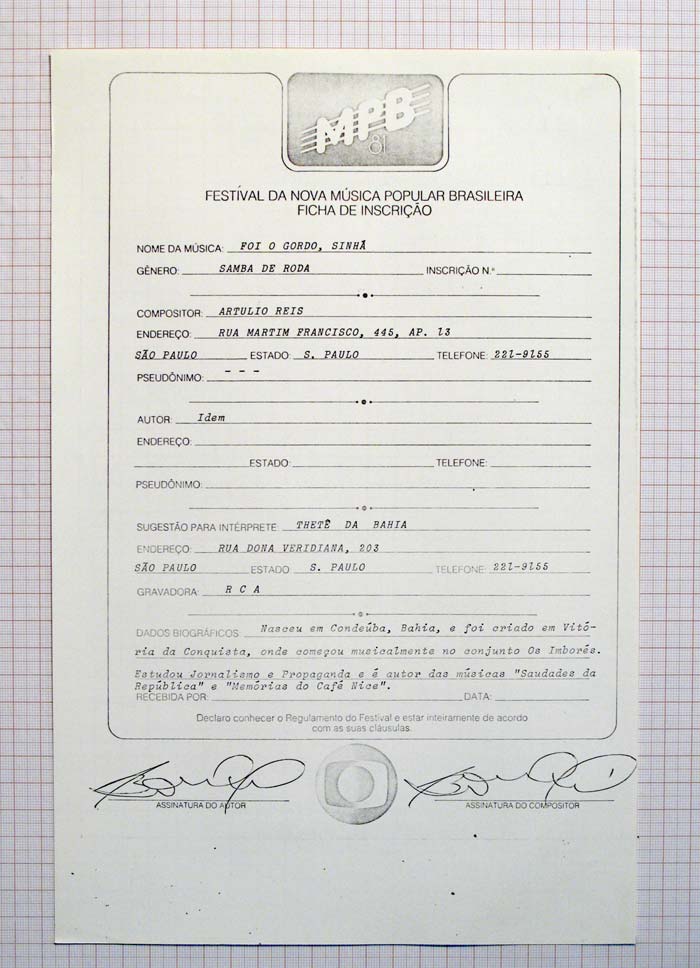 MPB
81
FESTIVAL DA NOVA MÚSICA POPULAR BRASILEIRA
FICHA DE INSCRIÇÃO
NOME DA MÚSICA: FOI O GORDO, SINHÁ
GÊNERO: SAMBA DE RODA INSCRIÇÃO N.º
COMPOSITOR: ARTULIO REIS
ENDEREÇO: RUA MARTIM FRANCISCO, 445, AP. 13
SÃO PAULO ESTADO: S. PAULO TELEFONE: 221-9155
PSEUDÔNIMO: - - -
AUTOR: Idem
ENDEREÇO:
ESTADO: TELEFONE:
PSEUDÔNIMO:
SUGESTÃO PARA INTÉRPRETE: THETÊ DA BAHIA
ENDEREÇO: RUA DONA VERIDIANA, 203
SÃO PAULO ESTADO: S. PAULO TELEFONE: 221-9155
GRAVADORA: R C A
DADOS BIOGRÁFICOS: Nasceu em Condeúba, Bahia, e foi criado em Vitó-
ria da Conquista, onde começou musicalmente no conjunto Os Imborés.
Estudou Jornalismo e Propaganda e é autor das músicas "Saudades da
República" e "Memórias do Café Nice".
RECEBIDA POR: DATA:
Declaro conhecer o Regulamento do Festival e estar inteiramente de acordo
com as suas cláusulas.
ASSINATURA DO AUTOR ASSINATURA DO COMPOSITOR